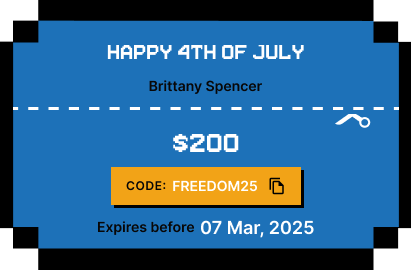 HAPPY 4TH OF JULY
Brittany Spencer
$200
CODE: FREEDOM25
Expires before 07 Mar, 2025